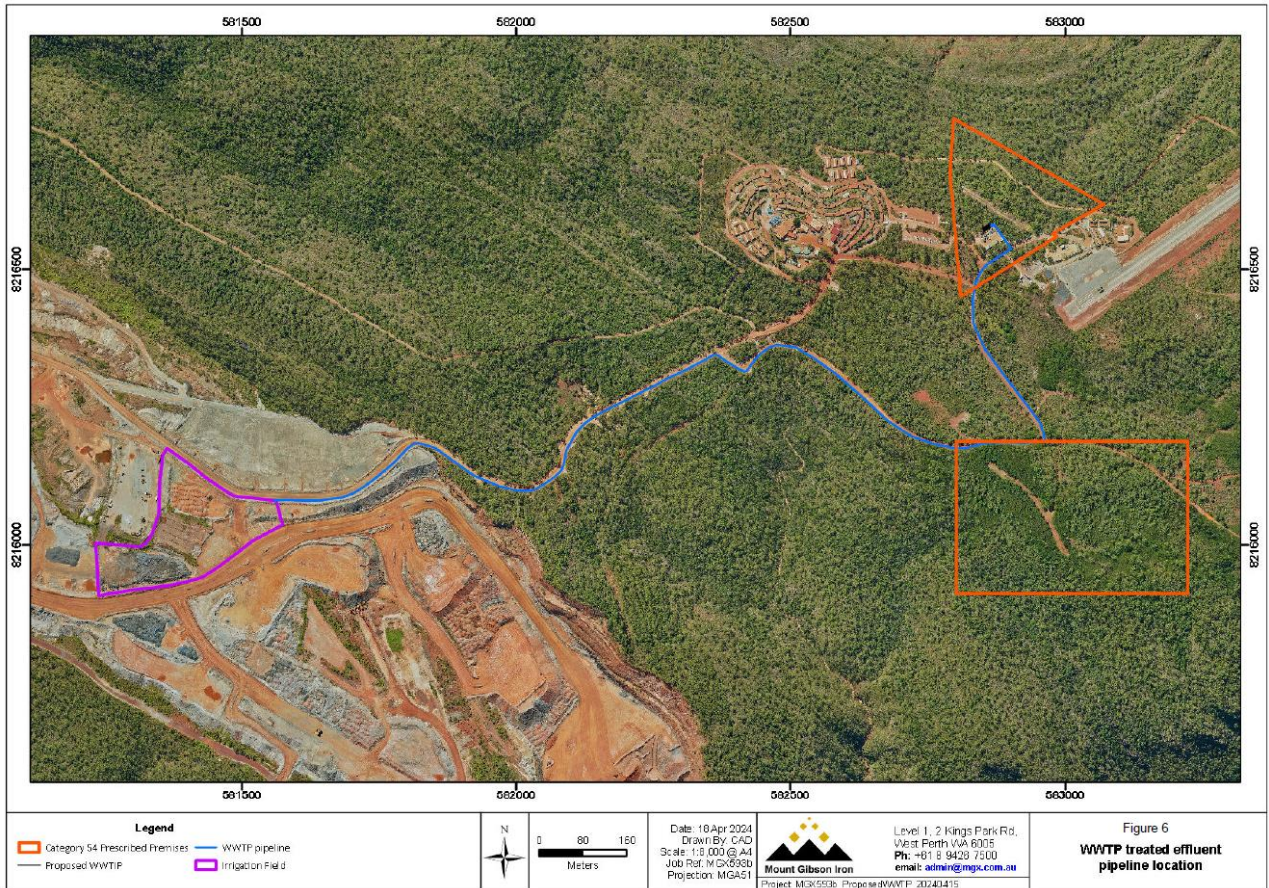 581500 582000 582500 583000
8216500 8216500
8216000 8216000
581500 582000 582500 583000
Legend
Category 54 Prescribed Premises
WWTP pipeline
Proposed WWTIP
Irrigation Field
N
0 80 160
Meters
Date: 18 Apr 2024
Drawn By: CAD
Scale: 1:8,000 @ A4
Job Ref: MGX593b
Projection: MGA51
Mount Gibson Iron
Level 1, 2 Kings Park Rd,
West Perth WA 6005
Ph: +61 8 9426 7500
email: admin@mgx.com.au
Project: MGX593b_ProposedWWTP_20240415
Figure 6
WWTP treated effluent
pipeline location